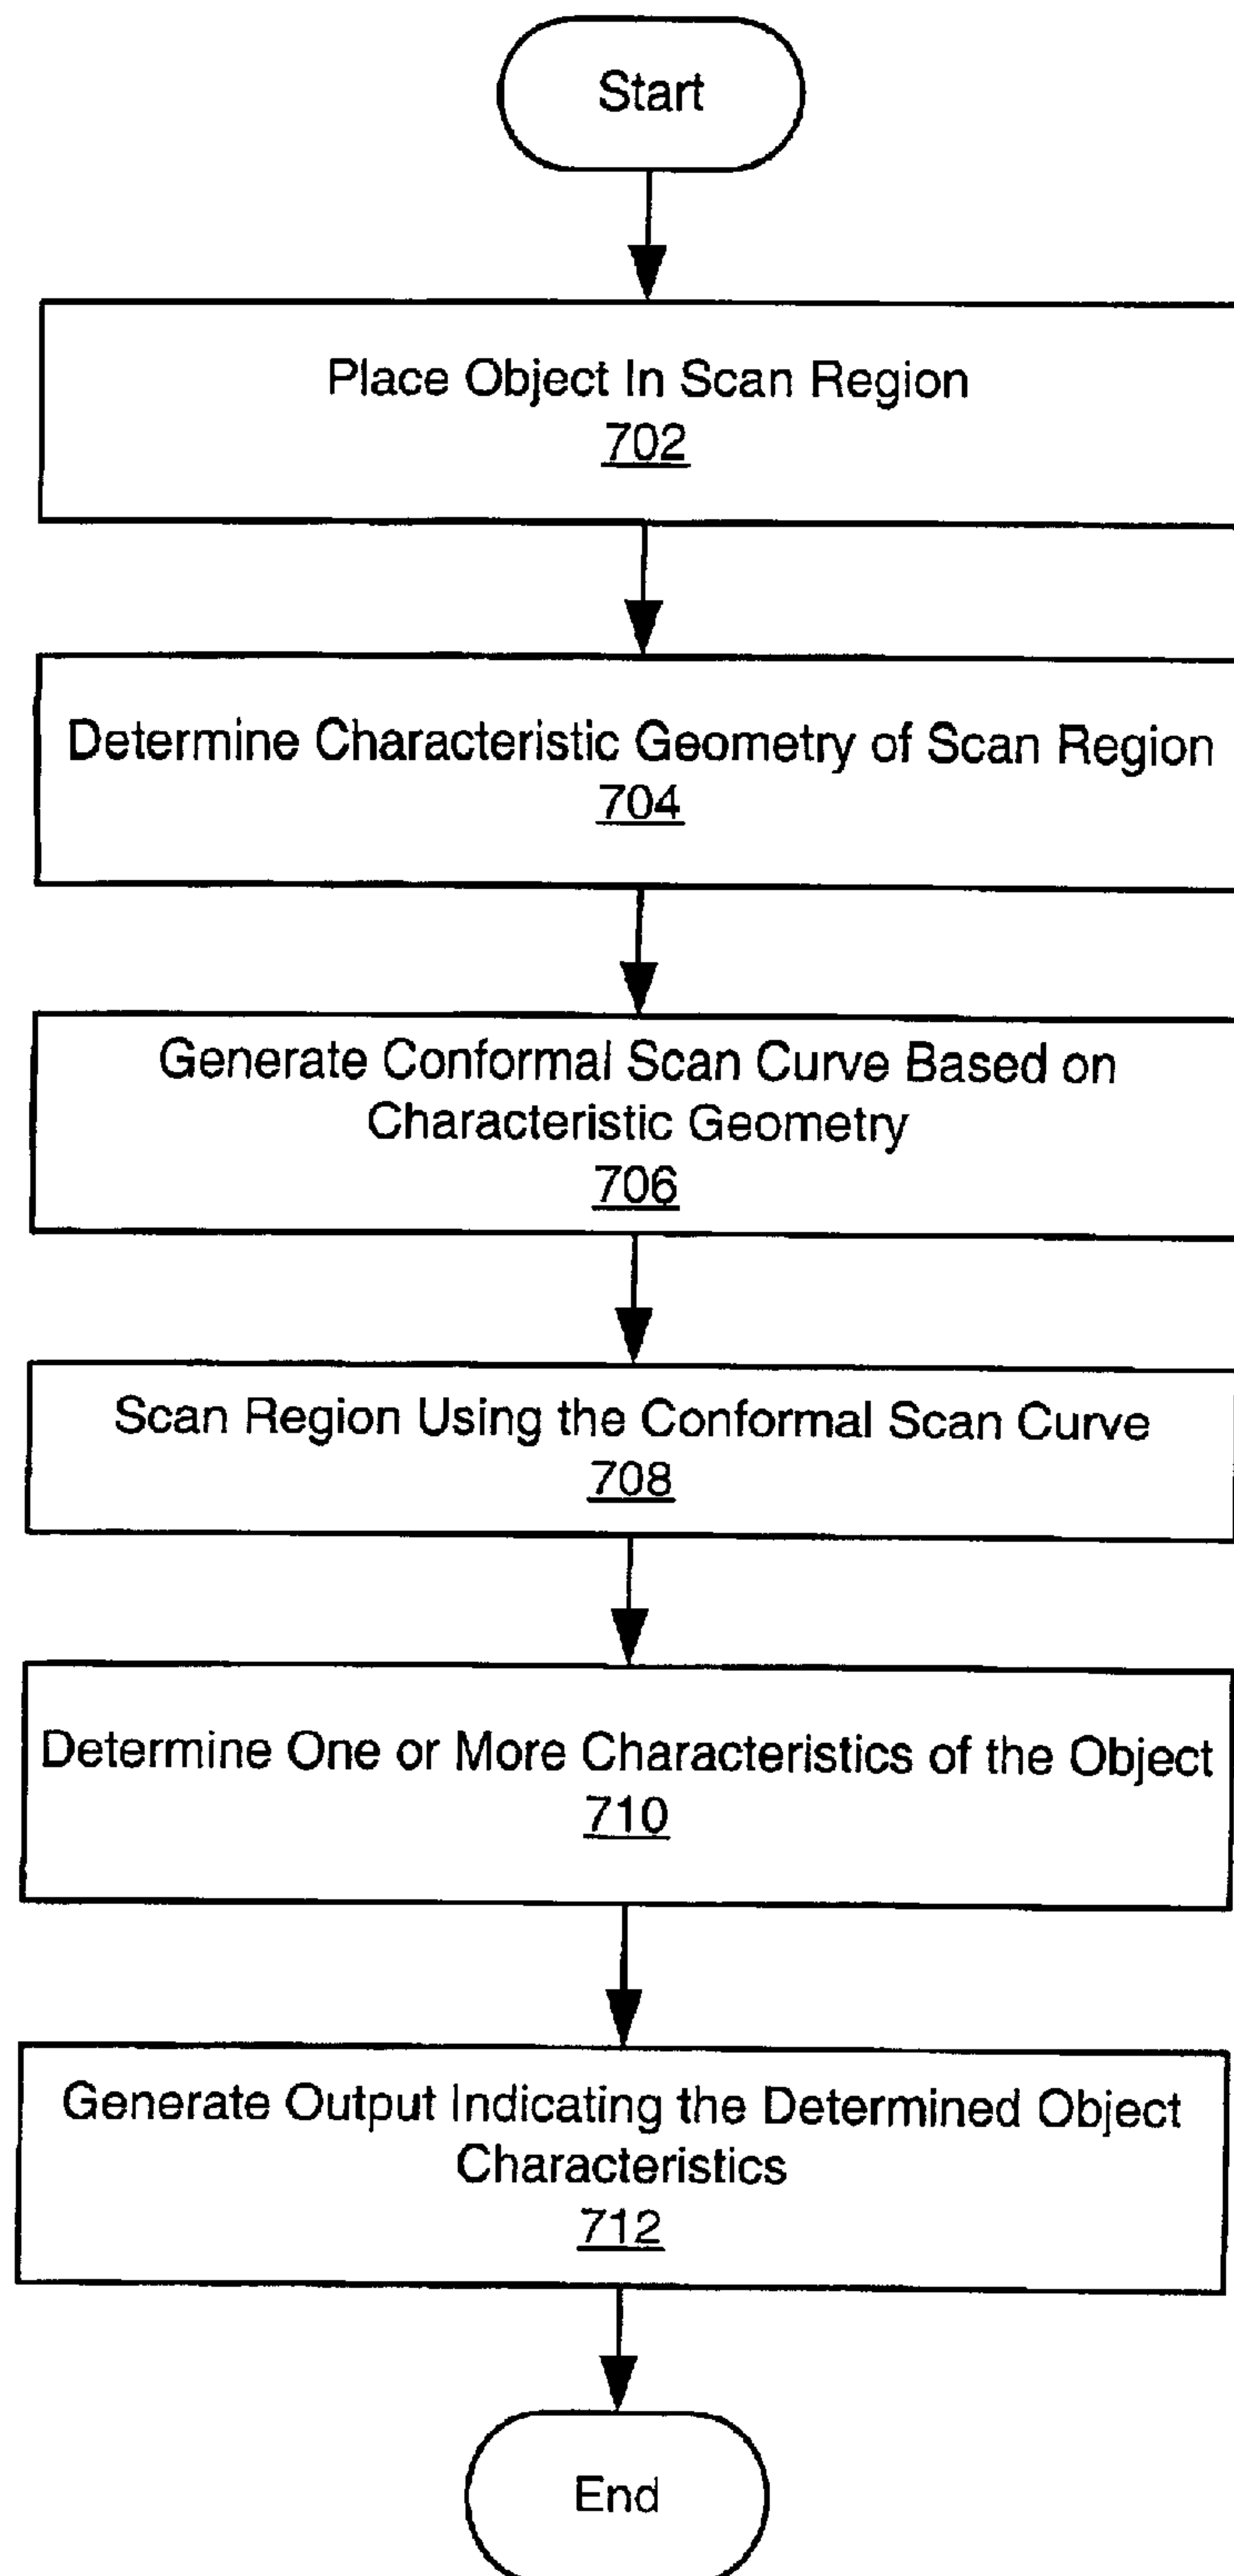 Start
Place Object In Scan Region
702
Determine Characteristic Geometry of Scan Region
704
Generate Conformal Scan Curve Based on
Characteristic Geometry
706
Scan Region Using the Conformal Scan Curve
708
Determine One or More Characteristics of the Object
710
Generate Output Indicating the Determined Object
Characteristics
712
End